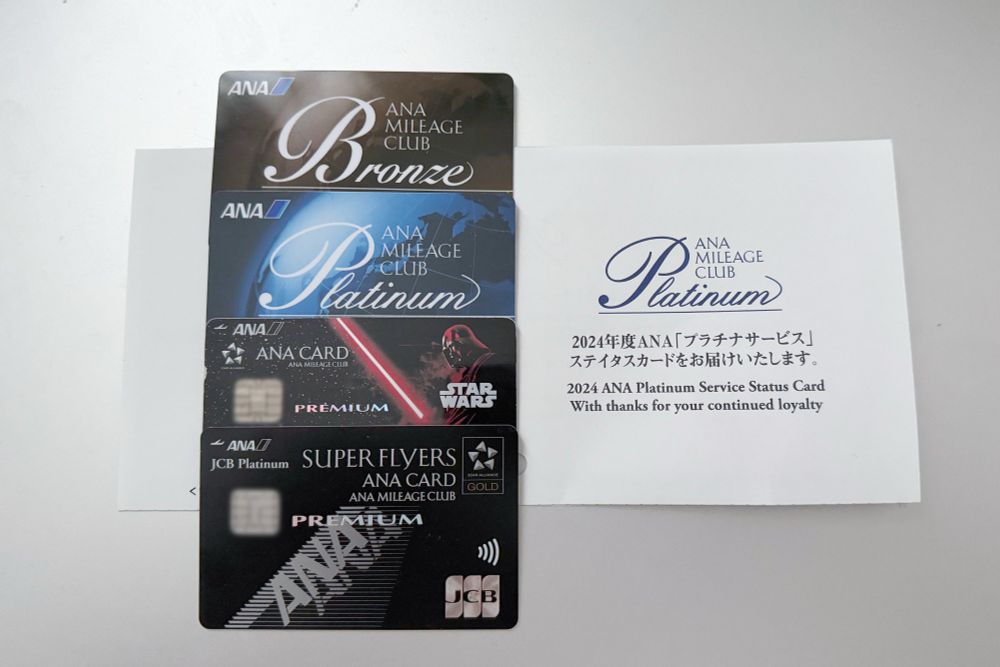 ANA
ANA
MILEAGE
CLUB
Bronze
ANA
ANA
MILEAGE
CLUB
Platinum
ANA
ANA CARD
ANA MILEAGE CLUB
STAR ALLIANCE
PREMIUM
STAR
WARS
ANA
JCB Platinum
SUPER FLYERS
ANA CARD
ANA MILEAGE CLUB
STAR ALLIANCE
GOLD
PREMIUM
ANA
JCB
ANA
MILEAGE
CLUB
Platinum
2024年度ANA「プラチナサービス」
ステイタスカードをお届けいたします。
2024 ANA Platinum Service Status Card
With thanks for your continued loyalty
<